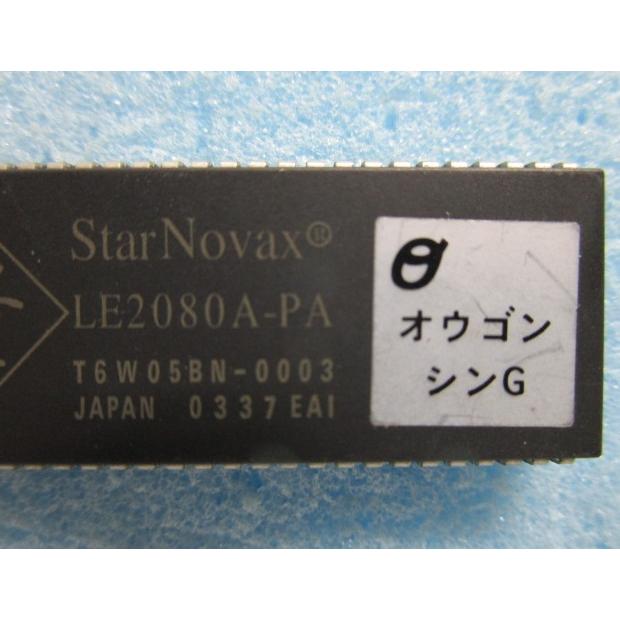 StarNovax®
LE2080A-PA
T6W05BN-0003
JAPAN 0337EAI
オウゴン
シンG